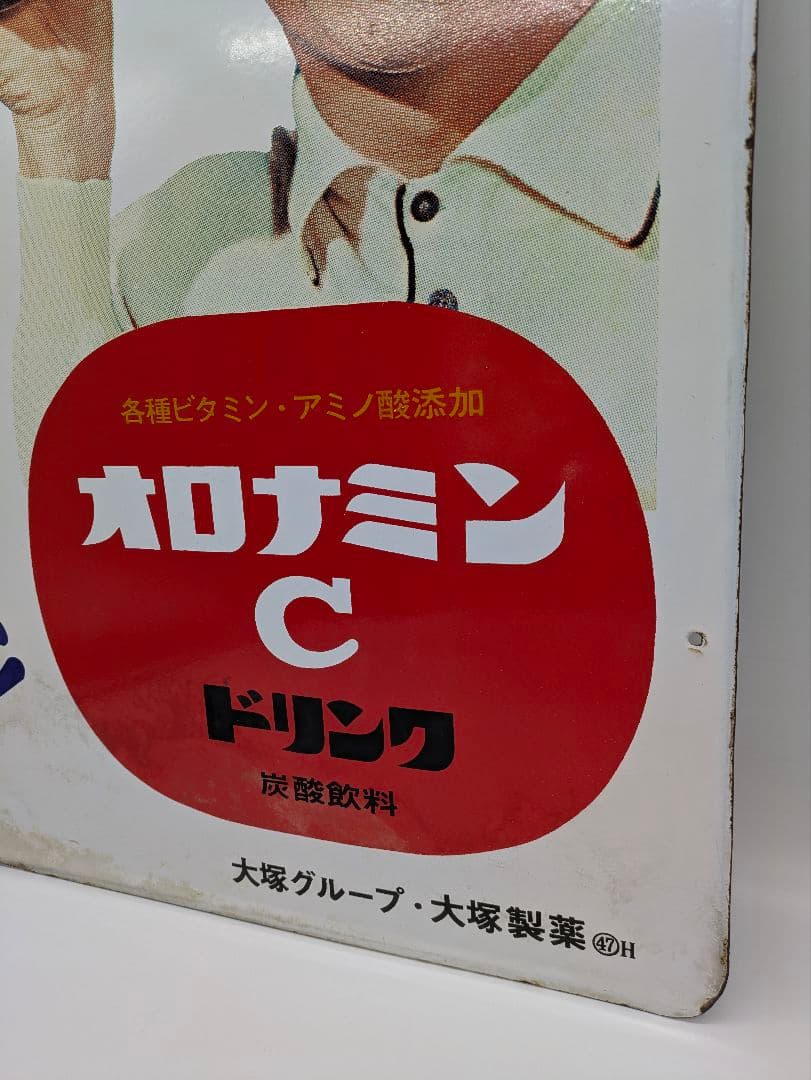 各種ビタミン・アミノ酸添加
オロナミン
C
ドリンク
炭酸飲料
大塚グループ・大塚製薬㊼H